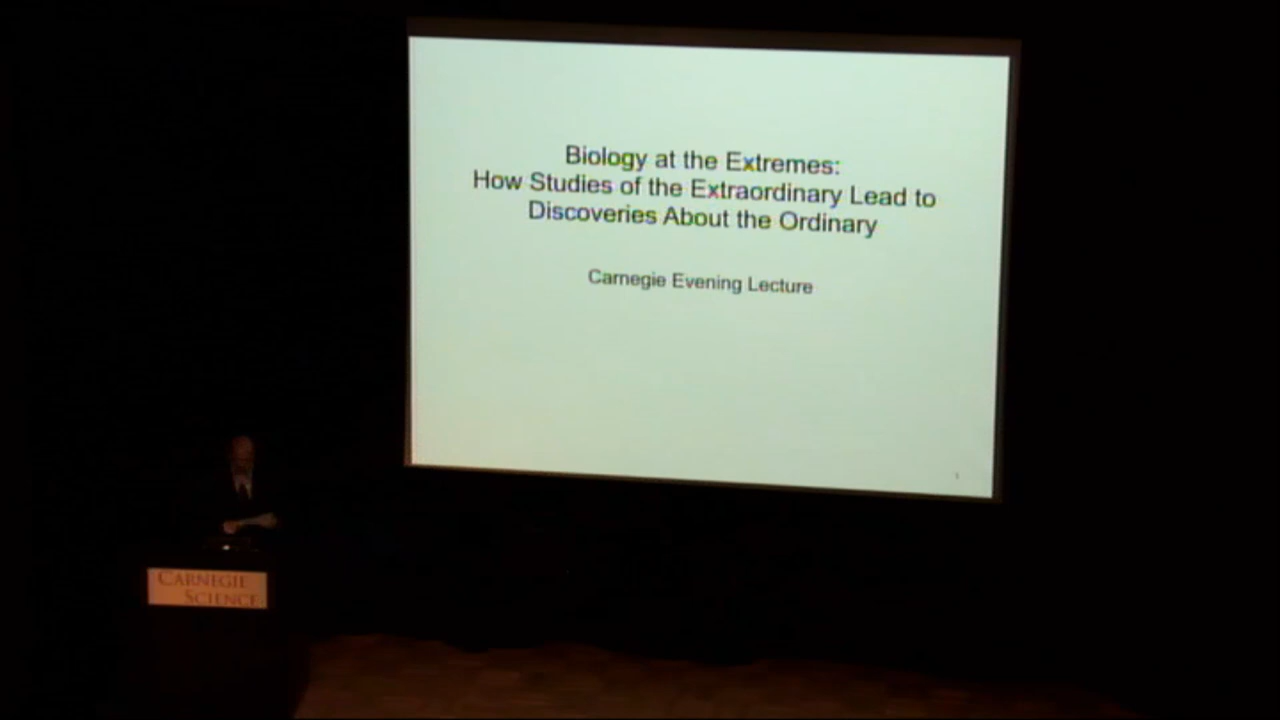 Biology at the Extremes:
How Studies of the Extraordinary Lead to
Discoveries About the Ordinary
Carnegie Evening Lecture
1
CARNEGIE
SCIENCE